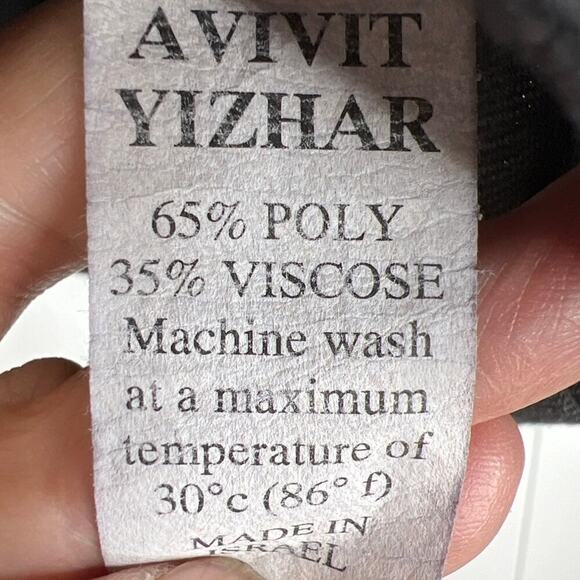 AVIVIT
YIZHAR
65% POLY
35% VISCOSE
Machine wash
at a maximum
temperature of
30°c (86° f)
MADE IN
ISRAEL